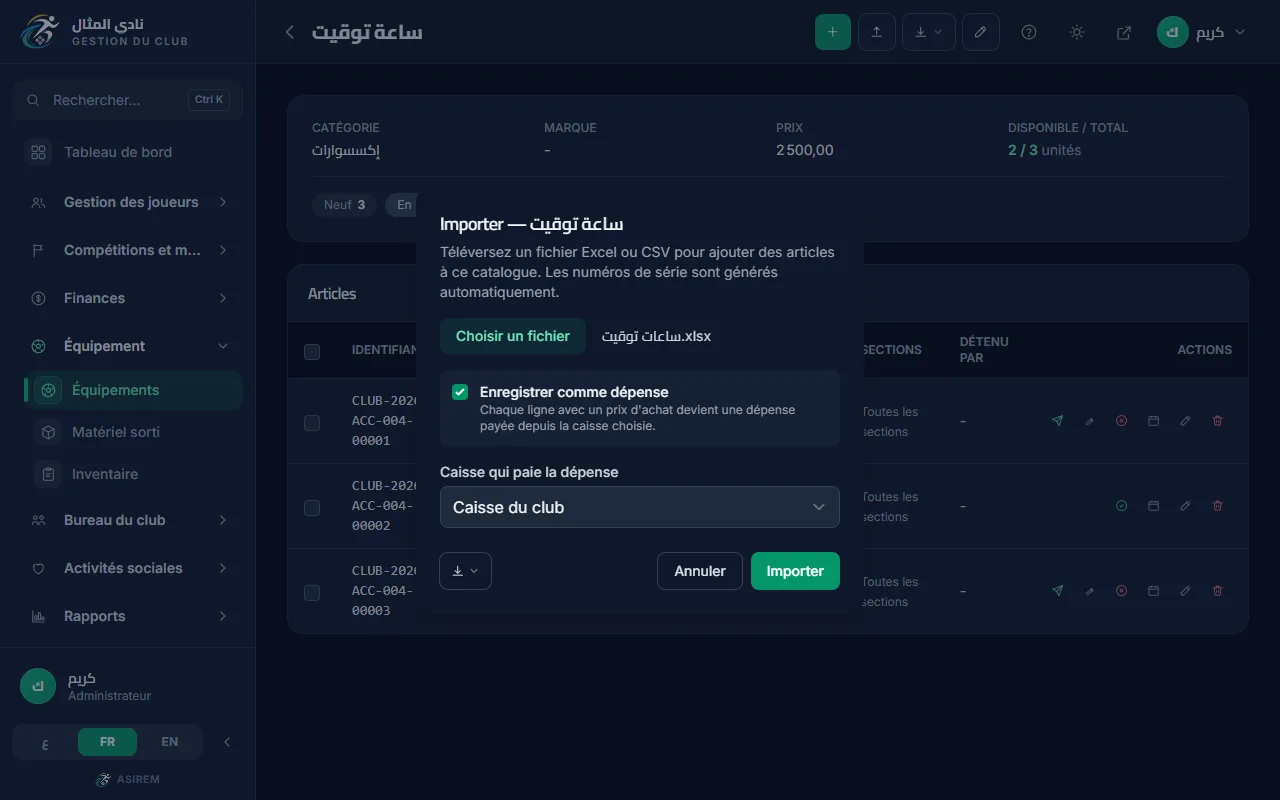 نادي المثال
GESTION DU CLUB
Rechercher...
Ctrl K
Tableau de bord
Gestion des joueurs
Compétitions et m...
Finances
Équipement
Équipements
Matériel sorti
Inventaire
Bureau du club
Activités sociales
Rapports
ك
كريم
Administrateur
ع
FR
EN
ASIREM
ساعة توقيت
ك
كريم
CATÉGORIE
إكسسوارات
MARQUE
-
PRIX
2 500,00
DISPONIBLE / TOTAL
2 / 3 unités
Neuf 3
En
Articles
SECTIONS
DÉTENU PAR
ACTIONS
CLUB-
ACC-004-
00001
Toutes les
sections
-
CLUB-
ACC-004-
00002
Toutes les
sections
-
CLUB-
ACC-004-
00003
Toutes les
sections
-
Importer — ساعة توقيت
Téléversez un fichier Excel ou CSV pour ajouter des articles
à ce catalogue. Les numéros de série sont générés
automatiquement.
Choisir un fichier
ساعات توقيت.xlsx
Enregistrer comme dépense
Chaque ligne avec un prix d'achat devient une dépense
payée depuis la caisse choisie.
Caisse qui paie la dépense
Caisse du club
Annuler
Importer